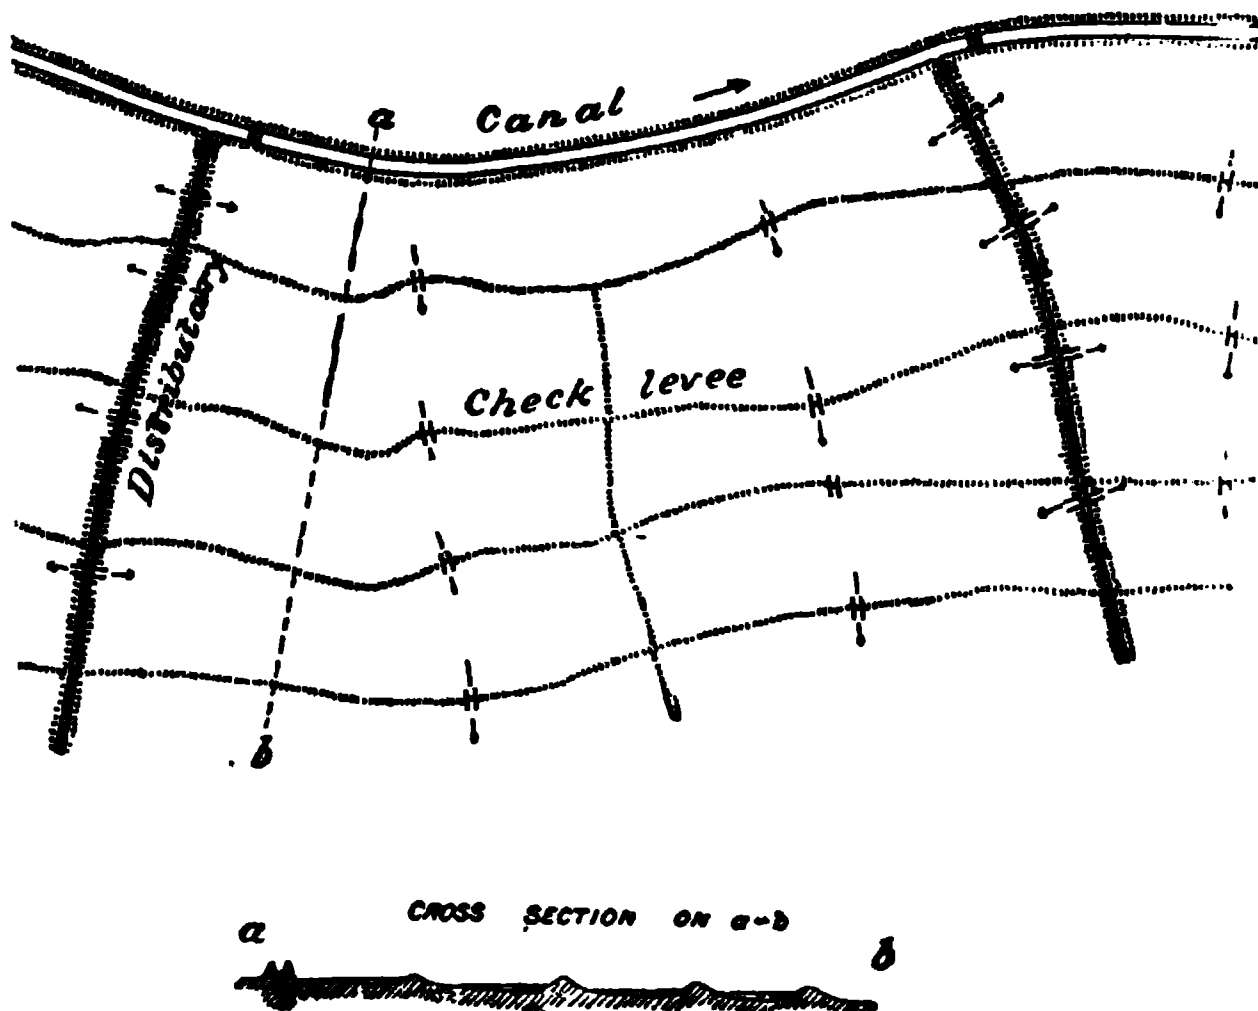 a
Canal
Distributary
Check levee
b
CROSS SECTION ON a-b
a
b